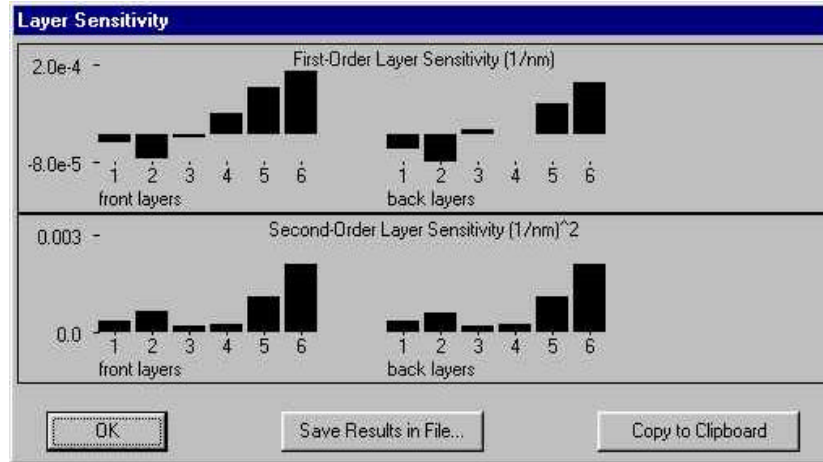 Layer Sensitivity
First-Order Layer Sensitivity (1/nm)
2.0e-4
-8.0e-5
1 2 3 4 5 6 1 2 3 4 5 6
front layers back layers
Second-Order Layer Sensitivity (1/nm)^2
0.003
0.0
1 2 3 4 5 6 1 2 3 4 5 6
front layers back layers
OK Save Results in File... Copy to Clipboard